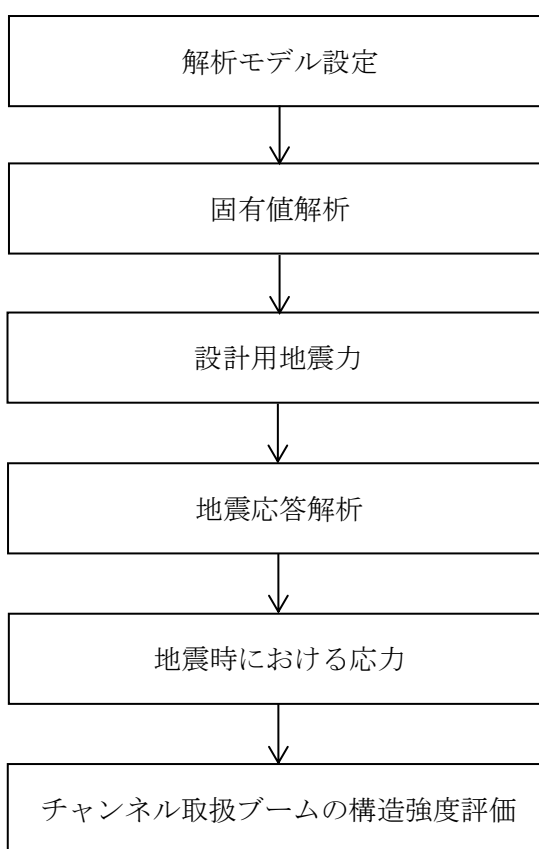 解析モデル設定
固有値解析
設計用地震力
地震応答解析
地震時における応力
チャンネル取扱ブームの構造強度評価